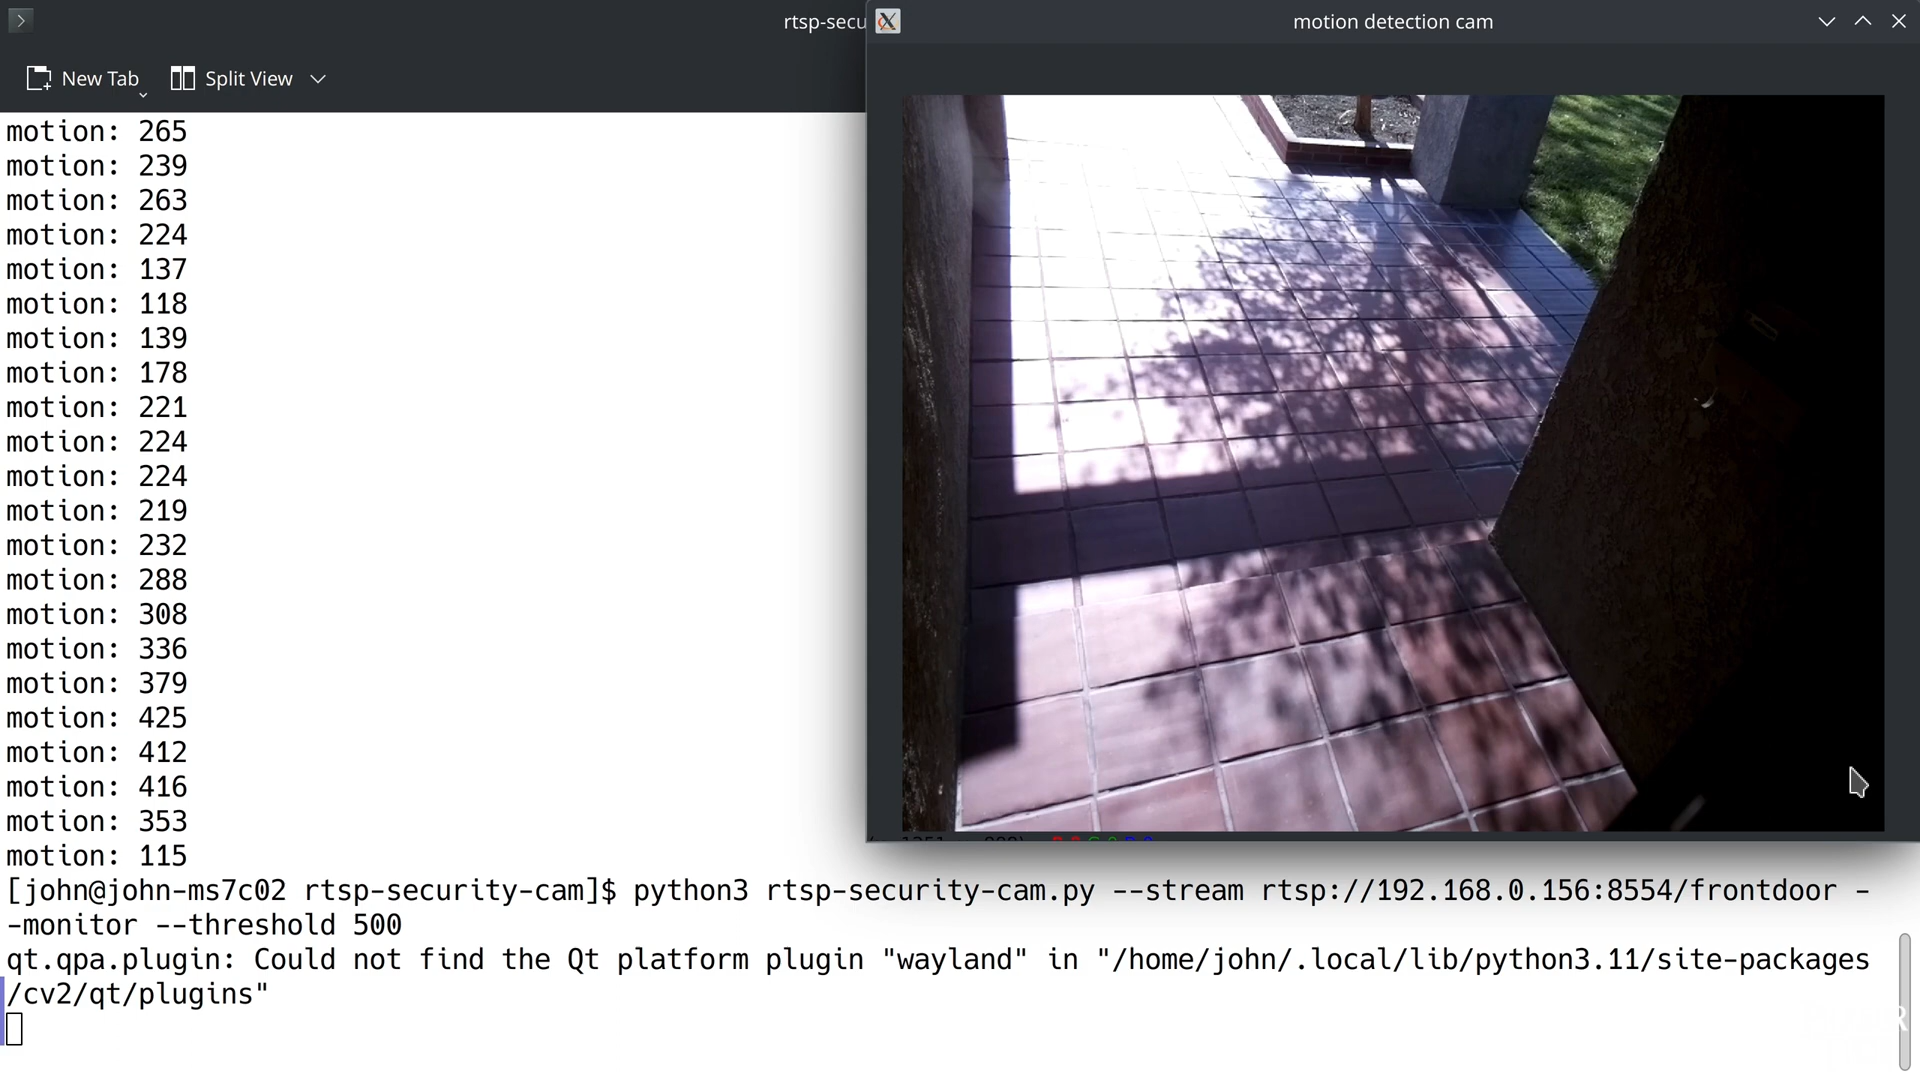 rtsp-secu
motion detection cam
New Tab
Split View
motion: 265
motion: 239
motion: 263
motion: 224
motion: 137
motion: 118
motion: 139
motion: 178
motion: 221
motion: 224
motion: 224
motion: 219
motion: 232
motion: 288
motion: 308
motion: 336
motion: 379
motion: 425
motion: 412
motion: 416
motion: 353
motion: 115
[john@john-ms7c02 rtsp-security-cam]$ python3 rtsp-security-cam.py --stream rtsp://192.168.0.156:8554/frontdoor -
-monitor --threshold 500
qt.qpa.plugin: Could not find the Qt platform plugin "wayland" in "/home/john/.local/lib/python3.11/site-packages
/cv2/qt/plugins"